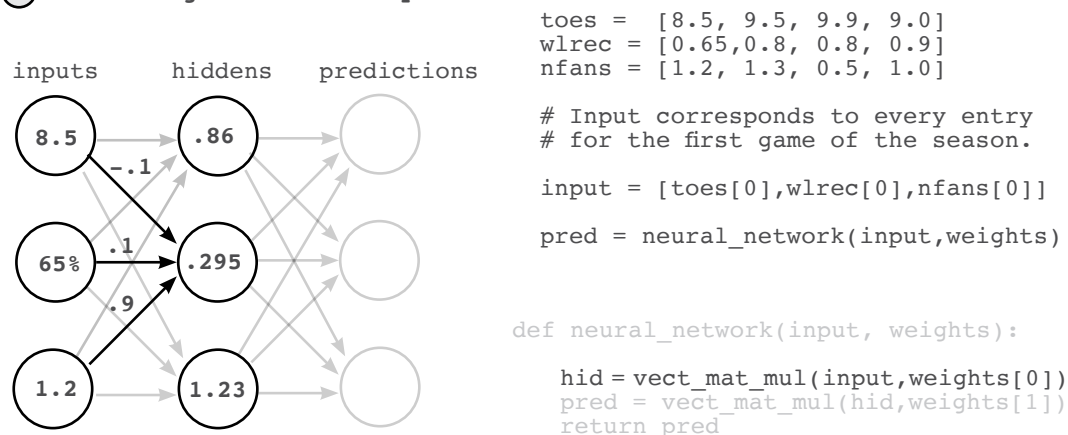 inputs hiddens predictions
8.5
.86
-.1
65%
.1
.295
.9
1.2
1.23
toes = [8.5, 9.5, 9.9, 9.0]
wlrec = [0.65,0.8, 0.8, 0.9]
nfans = [1.2, 1.3, 0.5, 1.0]
# Input corresponds to every entry
# for the first game of the season.
input = [toes[0],wlrec[0],nfans[0]]
pred = neural_network(input,weights)
def neural_network(input, weights):
hid = vect_mat_mul(input,weights[0])
pred = vect_mat_mul(hid,weights[1])
return pred